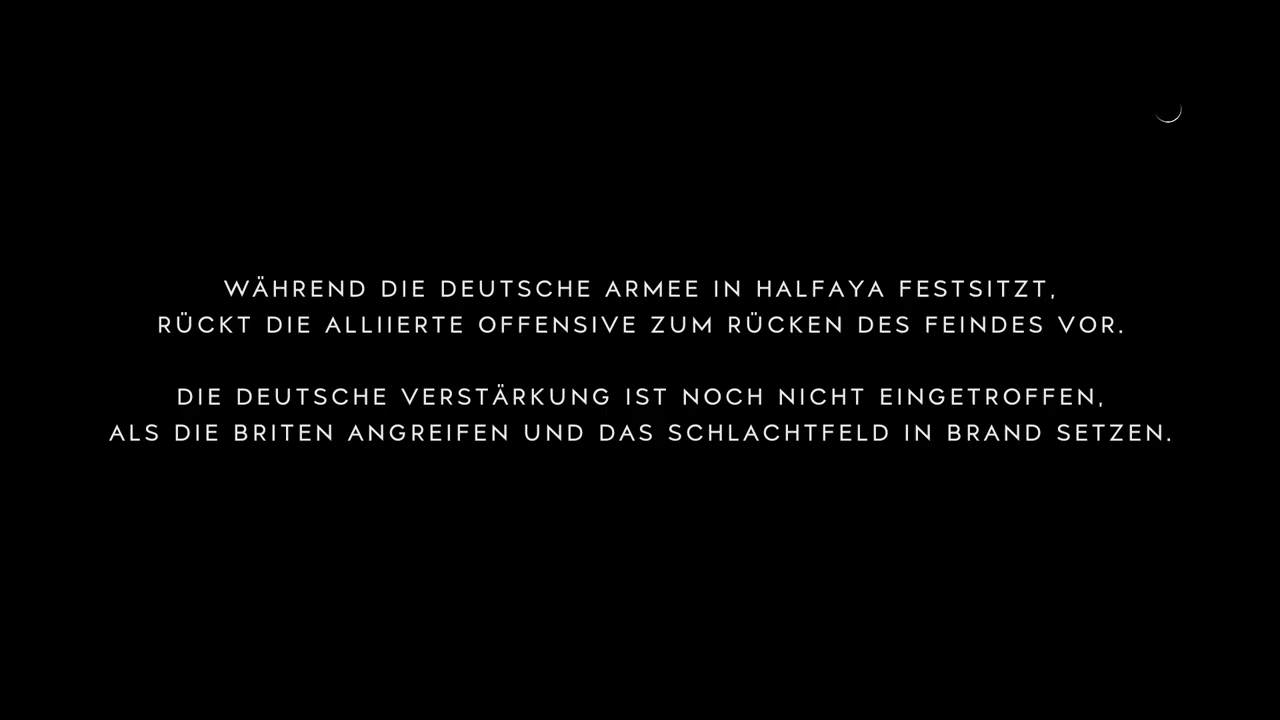 WÄHREND DIE DEUTSCHE ARMEE IN HALFAYA FESTSITZT,
RÜCKT DIE ALLIIERTE OFFENSIVE ZUM RÜCKEN DES FEINDES VOR.
DIE DEUTSCHE VERSTÄRKUNG IST NOCH NICHT EINGETROFFEN,
ALS DIE BRITEN ANGREIFEN UND DAS SCHLACHTFELD IN BRAND SETZEN.